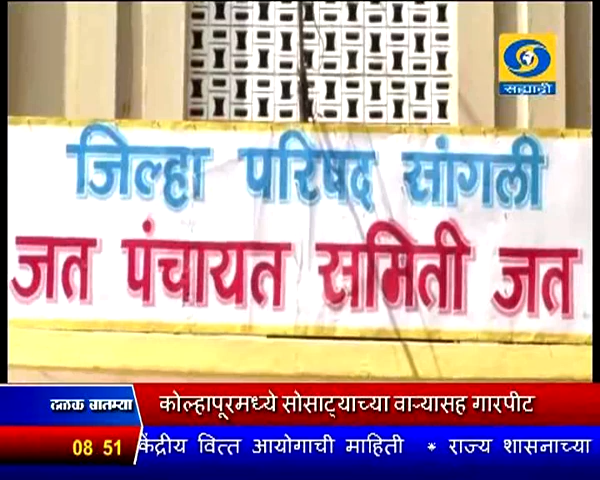 सह्याद्री
जिल्हा परिषद सांगली
जत पंचायत समिती जत
ठळक बातम्या
कोल्हापूरमध्ये सोसाट्याच्या वाऱ्यासह गारपीट
08 51
केंद्रीय वित्त आयोगाची माहिती * राज्य शासनाच्या